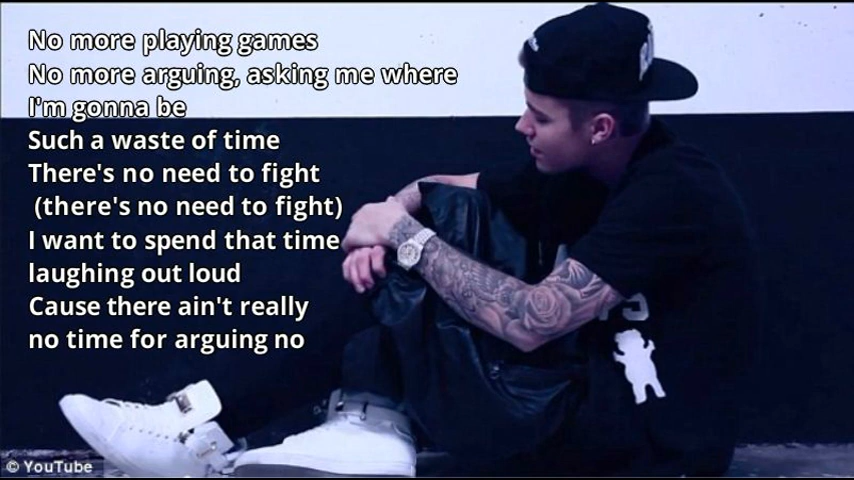 No more playing games
No more arguing, asking me where
I'm gonna be
Such a waste of time
There's no need to fight
(there's no need to fight)
I want to spend that time
laughing out loud
Cause there ain't really
no time for arguing no
© YouTube